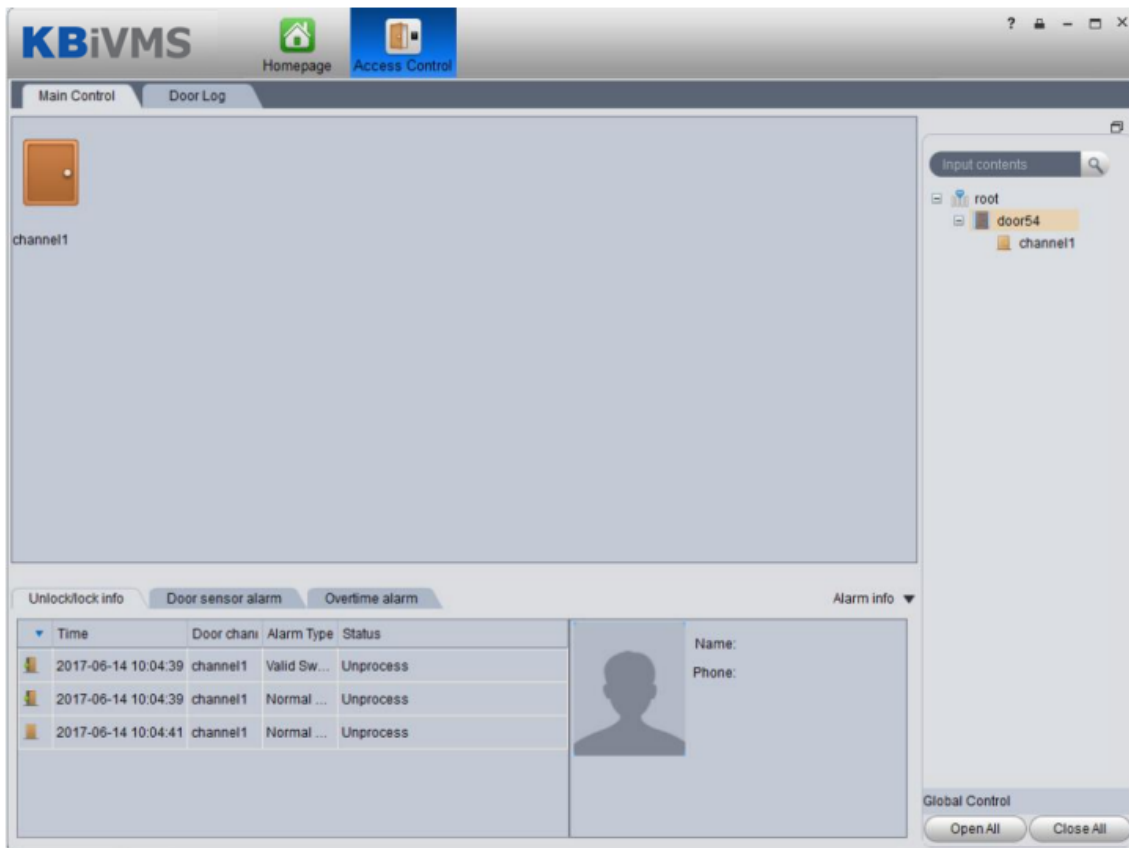 KBiVMS
?
Homepage
Access Control
Main Control
Door Log
channel1
Input contents
root
door54
channel1
Unlock/lock info
Door sensor alarm
Overtime alarm
Alarm info
Time Door chan Alarm Type Status
2017-06-14 10:04:39 channel1 Valid Sw... Unprocess
2017-06-14 10:04:39 channel1 Normal ... Unprocess
2017-06-14 10:04:41 channel1 Normal ... Unprocess
Name:
Phone:
Global Control
Open All
Close All